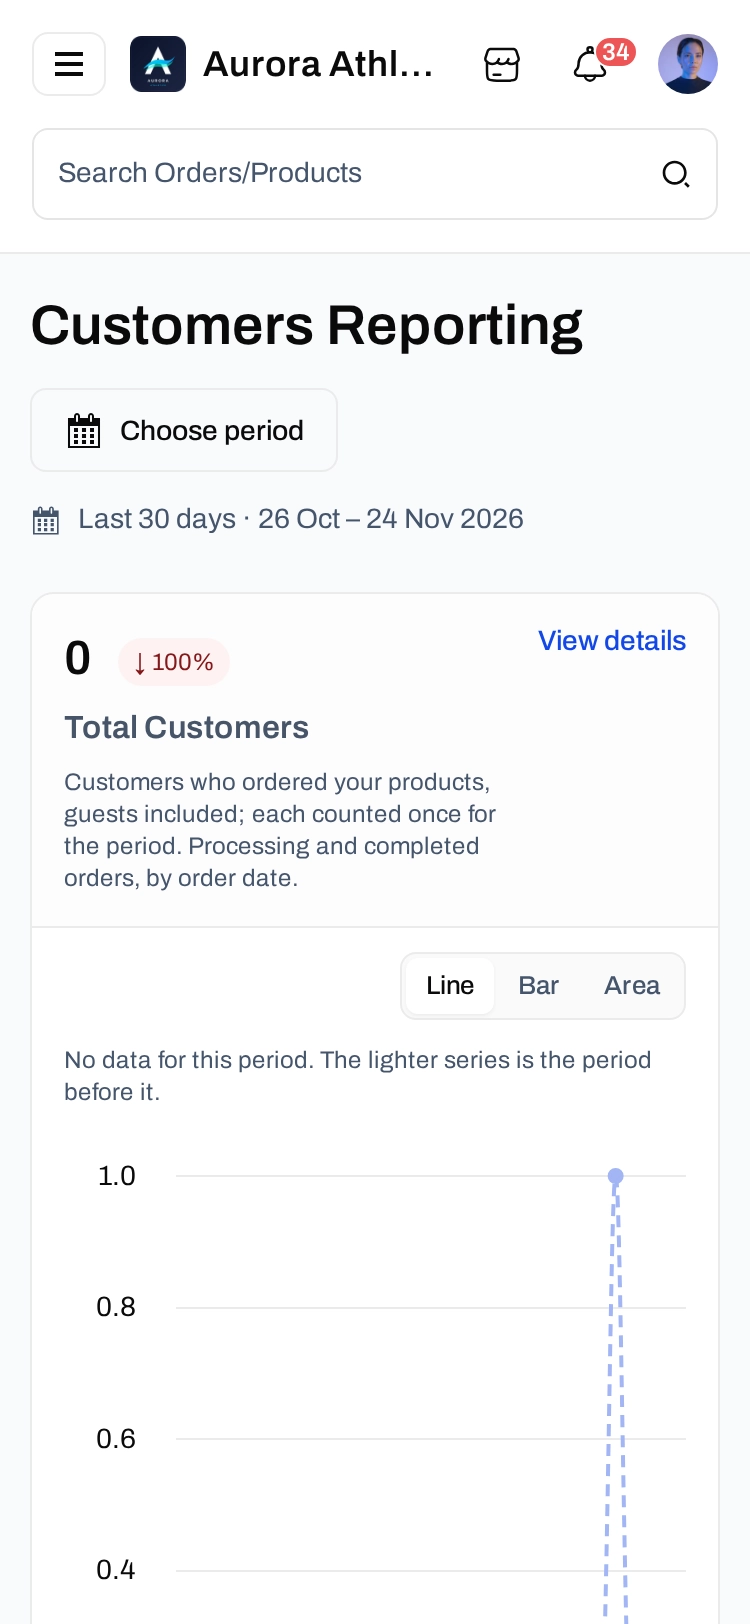 Aurora Athl...
34
AURORA
Search Orders/Products
Customers Reporting
Choose period
Last 30 days · 26 Oct – 24 Nov 2026
0
↓ 100%
View details
Total Customers
Customers who ordered your products,
guests included; each counted once for
the period. Processing and completed
orders, by order date.
Line
Bar
Area
No data for this period. The lighter series is the period
before it.
1.0
0.8
0.6
0.4